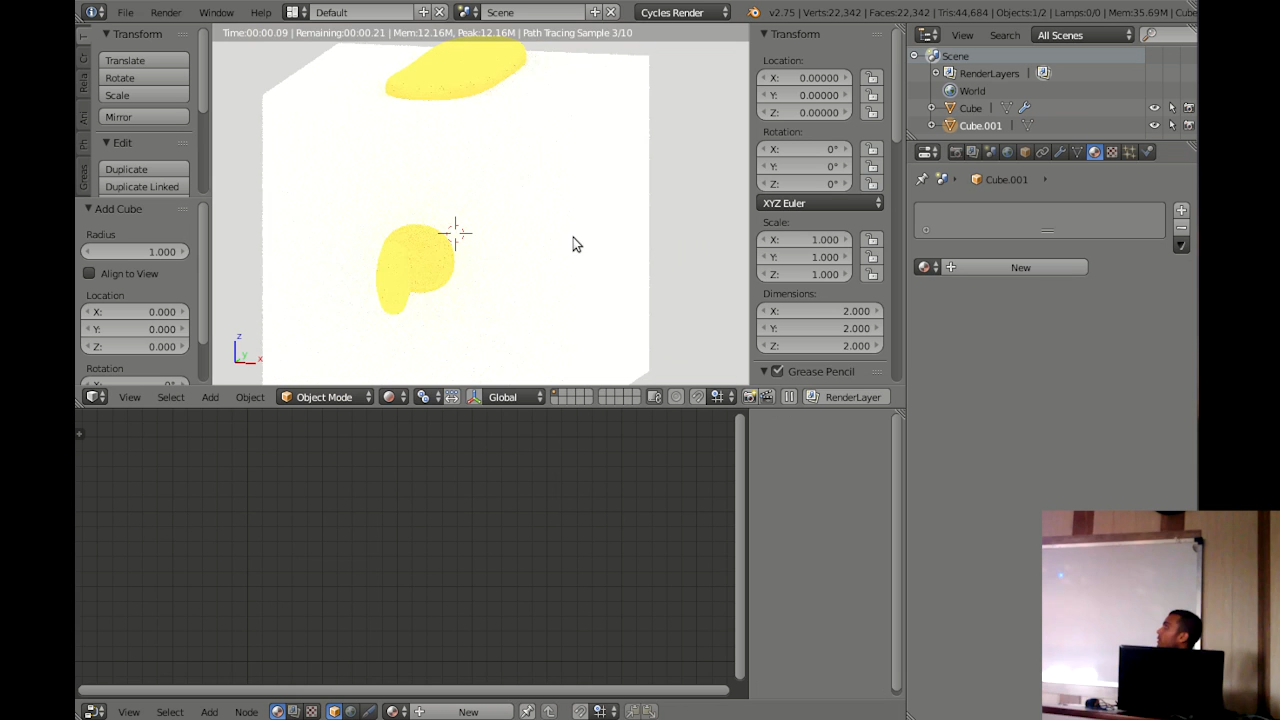 File Render Window Help Default Scene Cycles Render v2.75 | Verts:22,342 | Faces:22,342 | Tris:44,684 | Objects:1/2 | Lamps:0/0 | Mem:35.69M | Cube
Time:00:00.09 | Remaining:00:00.21 | Mem:12.16M, Peak:12.16M | Path Tracing Sample 3/10
Transform
Translate
Rotate
Scale
Mirror
Edit
Duplicate
Duplicate Linked
Cr
Rela
Ani
Ph
Greas
Add Cube
Radius
1.000
Align to View
Location
X: 0.000
Y: 0.000
Z: 0.000
Rotation
z
y
x
Transform
Location:
X: 0.00000
Y: 0.00000
Z: 0.00000
Rotation:
X: 0°
Y: 0°
Z: 0°
XYZ Euler
Scale:
X: 1.000
Y: 1.000
Z: 1.000
Dimensions:
X: 2.000
Y: 2.000
Z: 2.000
Grease Pencil
View Search All Scenes
Scene
RenderLayers
World
Cube
Cube.001
Cube.001
New
View Select Add Object Object Mode Global RenderLayer
View Select Add Node New